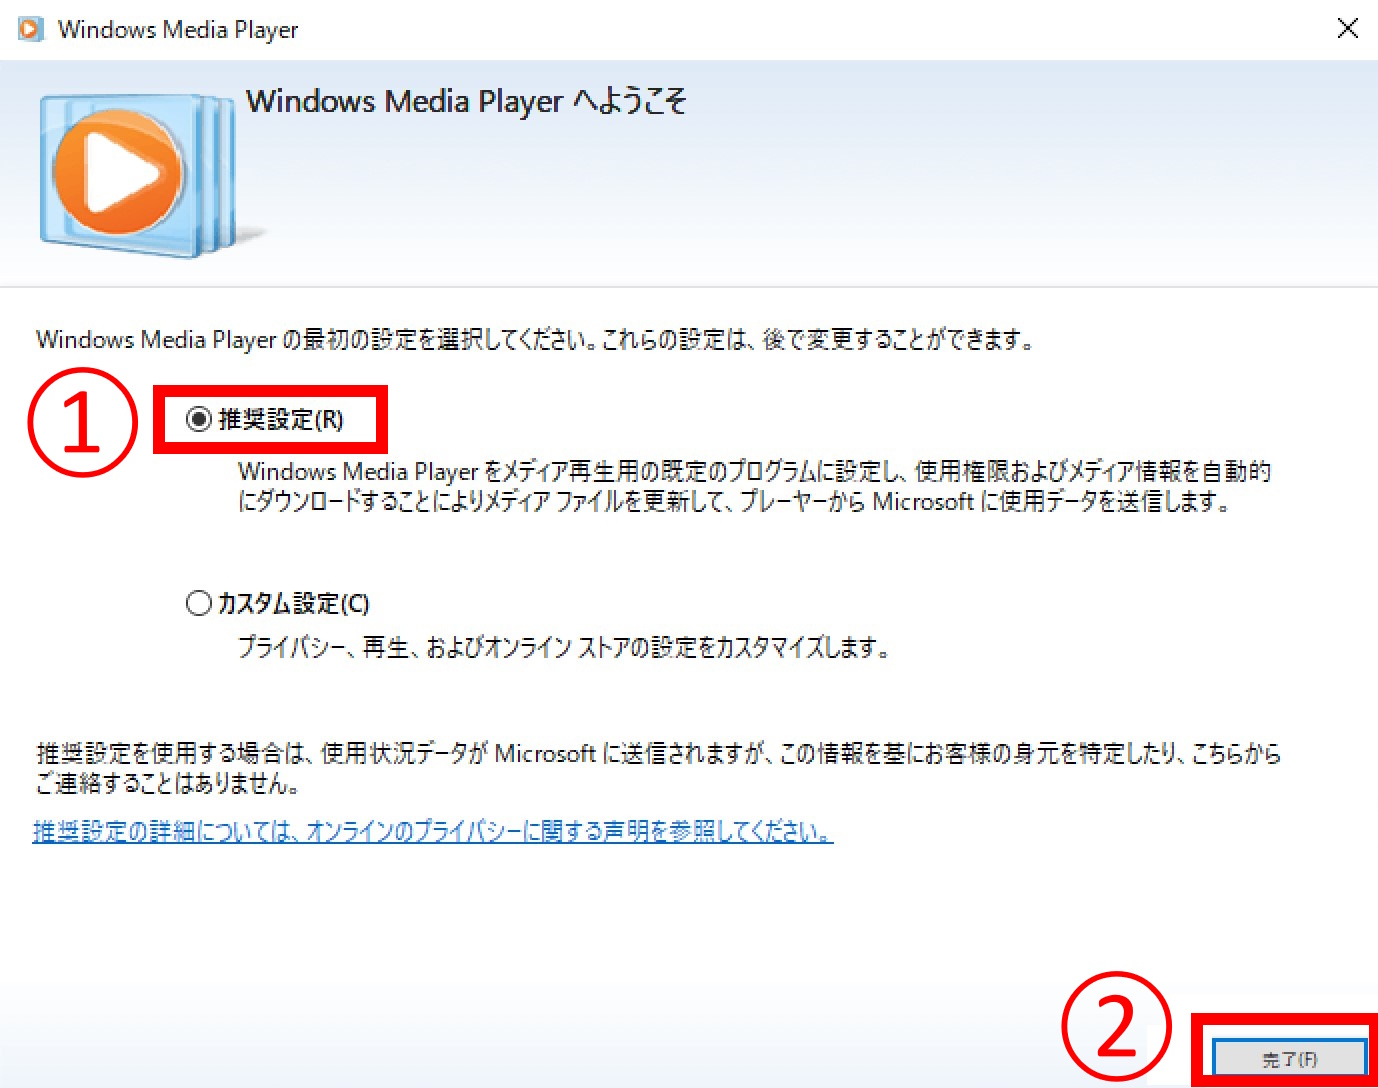 Windows Media Player
Windows Media Player へようこそ
Windows Media Player の最初の設定を選択してください。これらの設定は、後で変更することができます。
①
推奨設定(R)
Windows Media Player をメディア再生用の既定のプログラムに設定し、使用権限およびメディア情報を自動的
にダウンロードすることによりメディア ファイルを更新して、プレーヤーから Microsoft に使用データを送信します。
カスタム設定(C)
プライバシー、再生、およびオンライン ストアの設定をカスタマイズします。
推奨設定を使用する場合は、使用状況データが Microsoft に送信されますが、この情報を基にお客様の身元を特定したり、こちらから
ご連絡することはありません。
推奨設定の詳細については、オンラインのプライバシーに関する声明を参照してください。
②
完了(F)